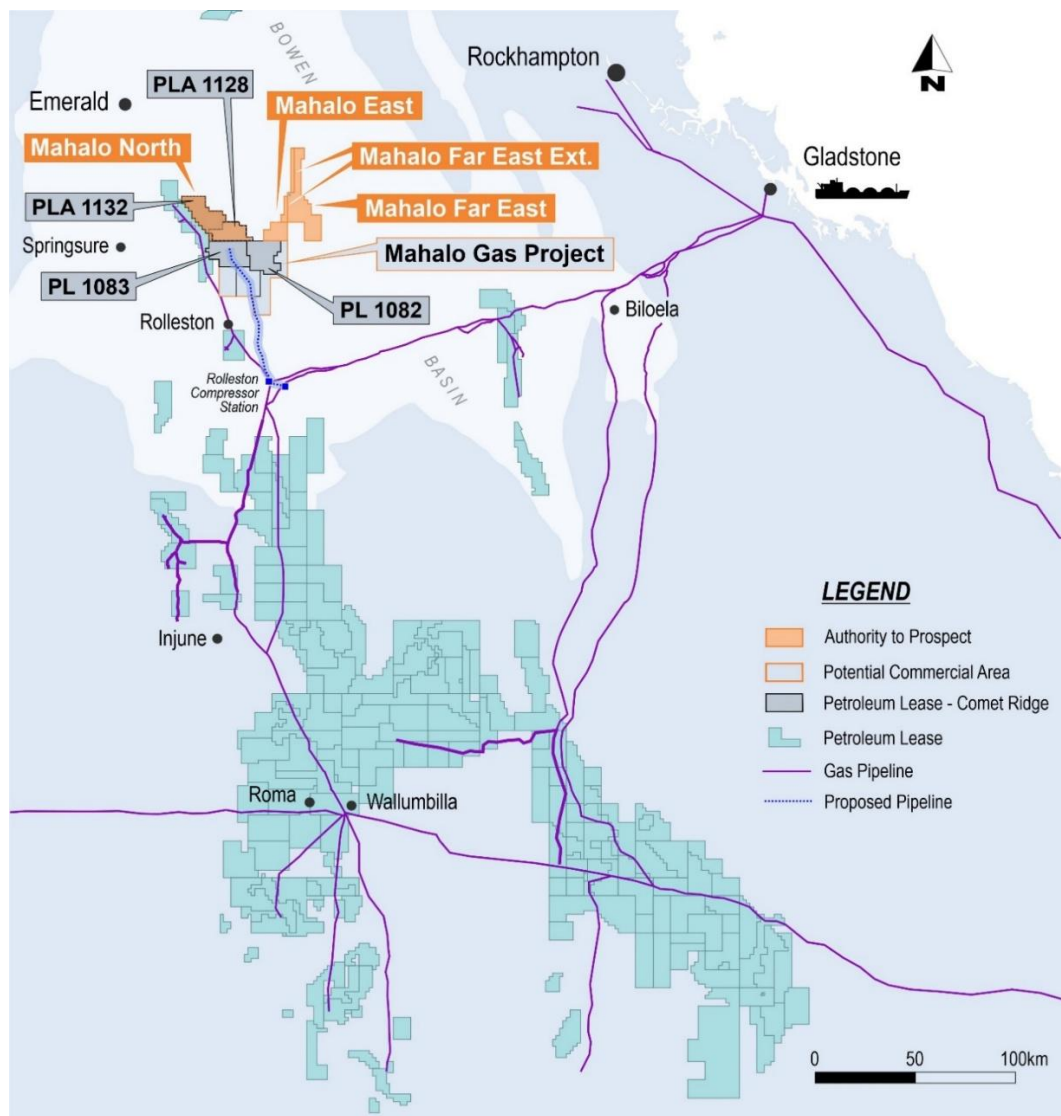 BOWEN
Rockhampton
N
PLA 1128
Emerald
Mahalo East
Mahalo North
Mahalo Far East Ext.
Gladstone
PLA 1132
Mahalo Far East
Springsure
Mahalo Gas Project
PL 1083
PL 1082
Rolleston
Biloela
BASIN
Rolleston
Compressor
Station
LEGEND
Injune
Authority to Prospect
Potential Commercial Area
Petroleum Lease - Comet Ridge
Petroleum Lease
Gas Pipeline
Proposed Pipeline
Roma
Wallumbilla
0 50 100km